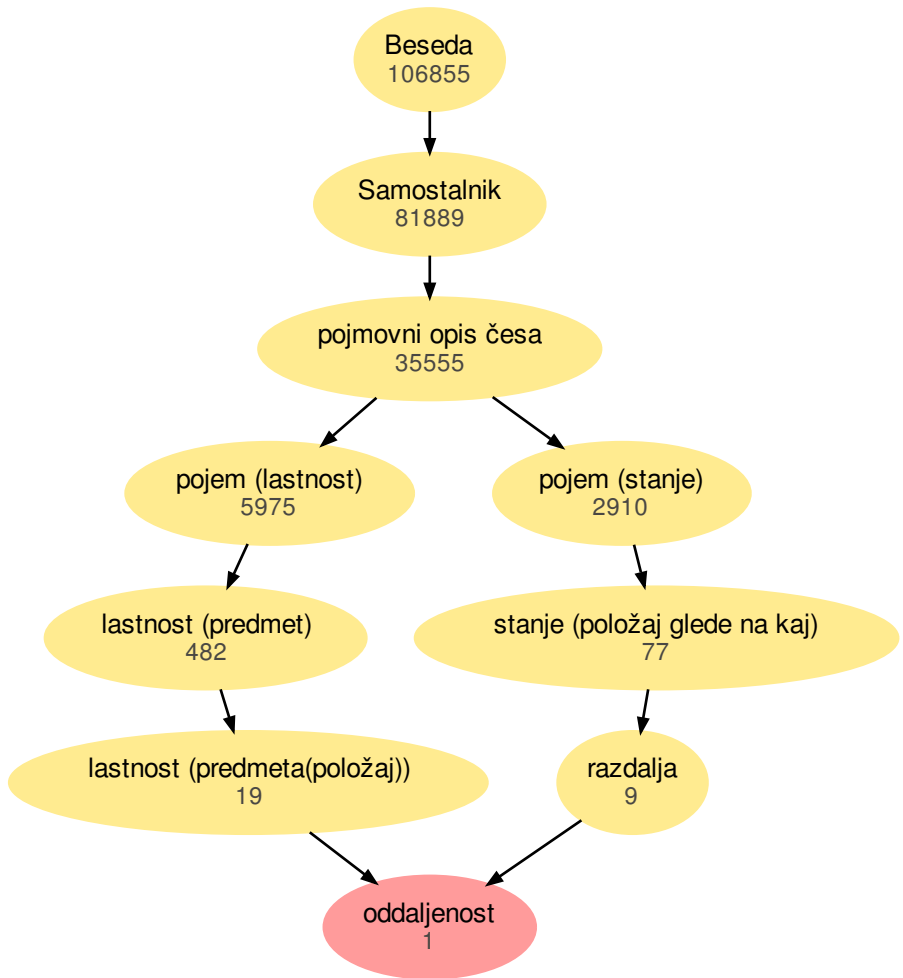 Beseda
106855
Samostalnik
81889
pojmovni opis česa
35555
pojem (lastnost)
5975
pojem (stanje)
2910
lastnost (predmet)
482
stanje (položaj glede na kaj)
77
lastnost (predmeta(položaj))
19
razdalja
9
oddaljenost
1